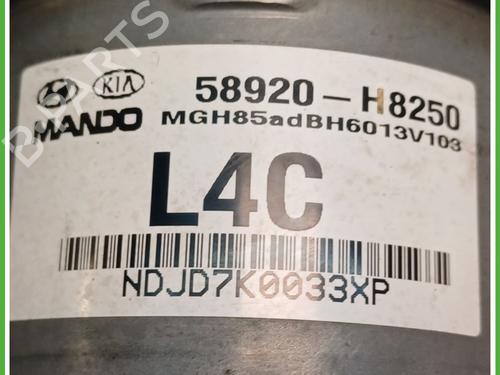 KIA
58920-H8250
MANDO
MGH85adBH6013V103
L4C
NDJD7K0033XP